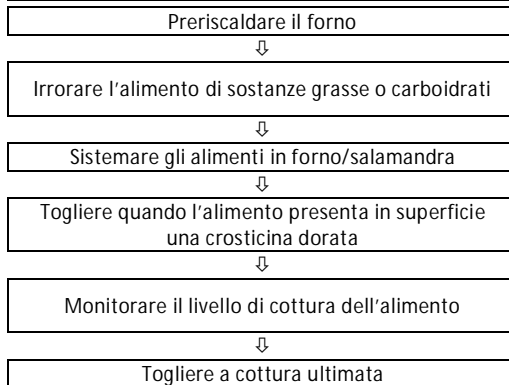 Preriscaldare il forno
⇩
Irrorare l'alimento di sostanze grasse o carboidrati
⇩
Sistemare gli alimenti in forno/salamandra
⇩
Togliere quando l'alimento presenta in superficie
una crosticina dorata
⇩
Monitorare il livello di cottura dell'alimento
⇩
Togliere a cottura ultimata